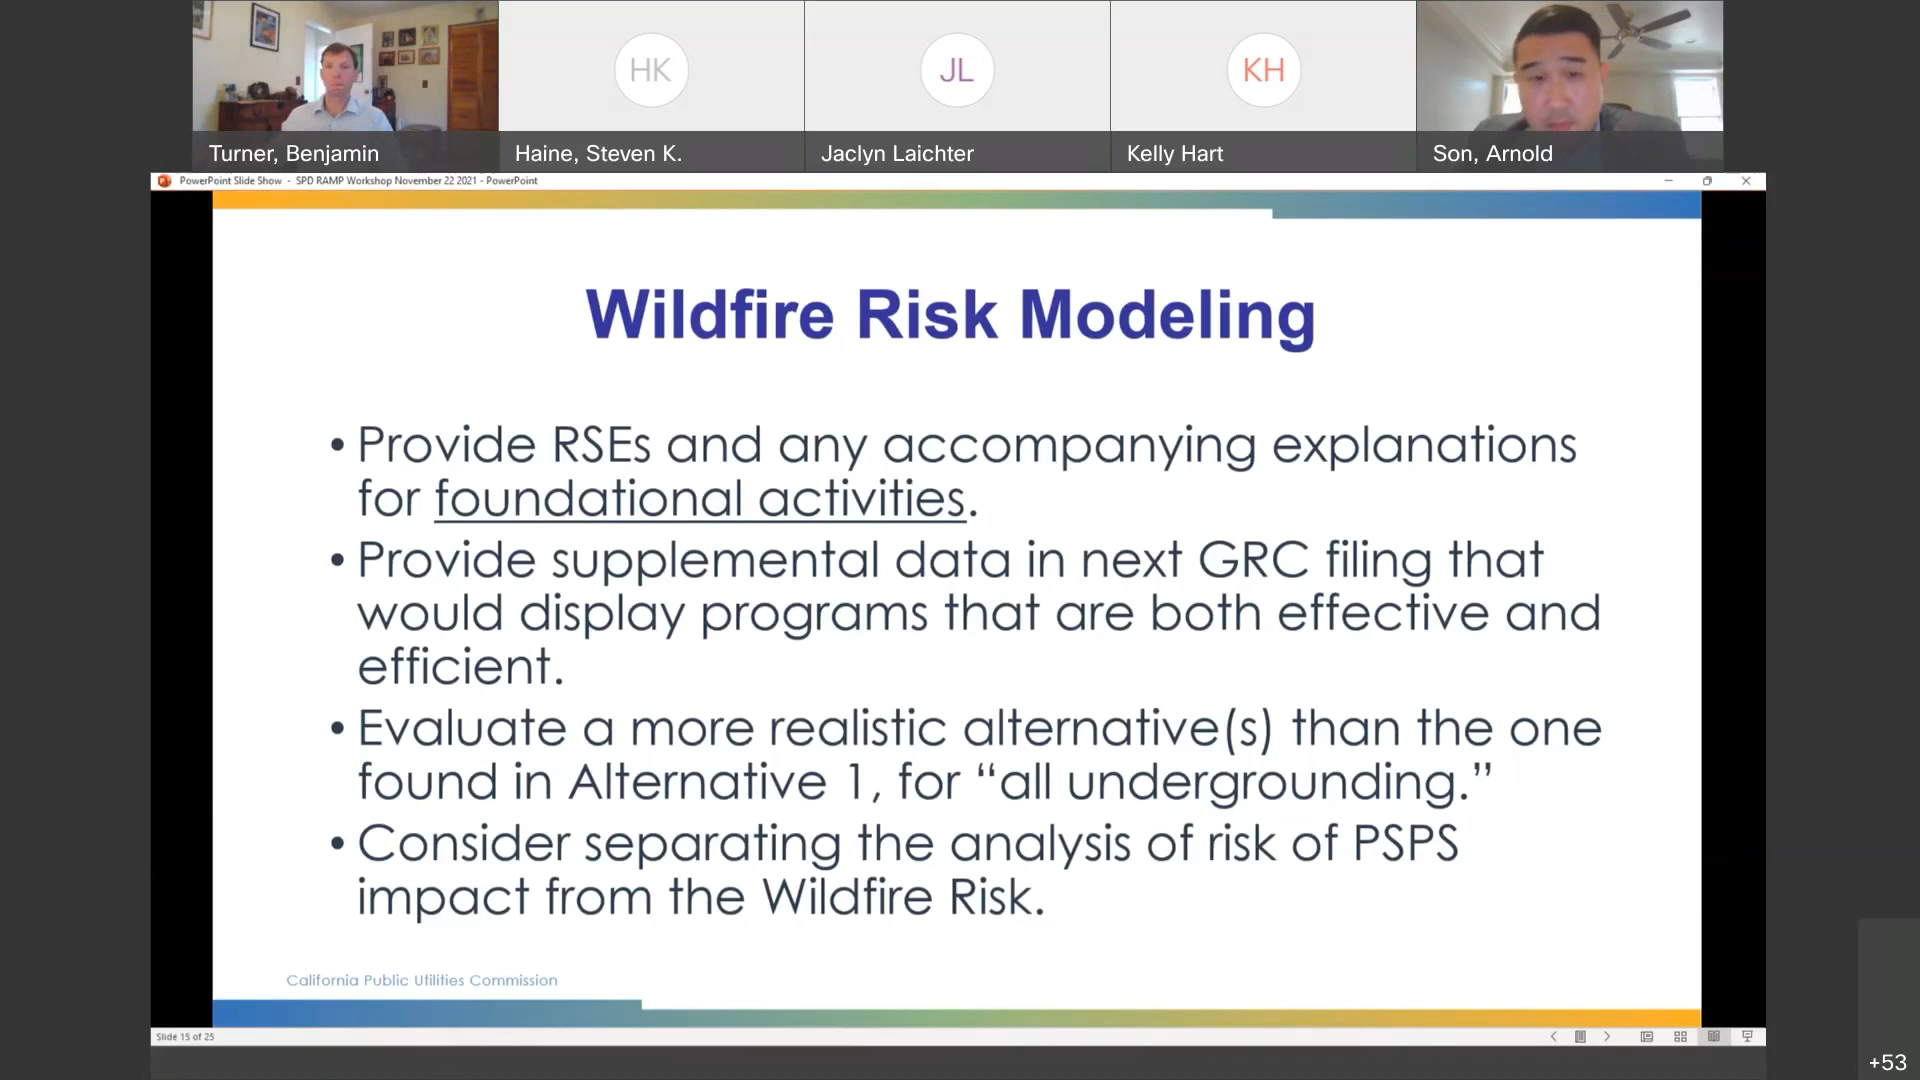 HK
JL
KH
Turner, Benjamin
Haine, Steven K.
Jaclyn Laichter
Kelly Hart
Son, Arnold
PowerPoint Slide Show - SPD RAMP Workshop November 22 2021 - PowerPoint
Wildfire Risk Modeling
• Provide RSEs and any accompanying explanations
for foundational activities.
• Provide supplemental data in next GRC filing that
would display programs that are both effective and
efficient.
• Evaluate a more realistic alternative(s) than the one
found in Alternative 1, for “all undergrounding.”
• Consider separating the analysis of risk of PSPS
impact from the Wildfire Risk.
California Public Utilities Commission
Slide 15 of 25
+53